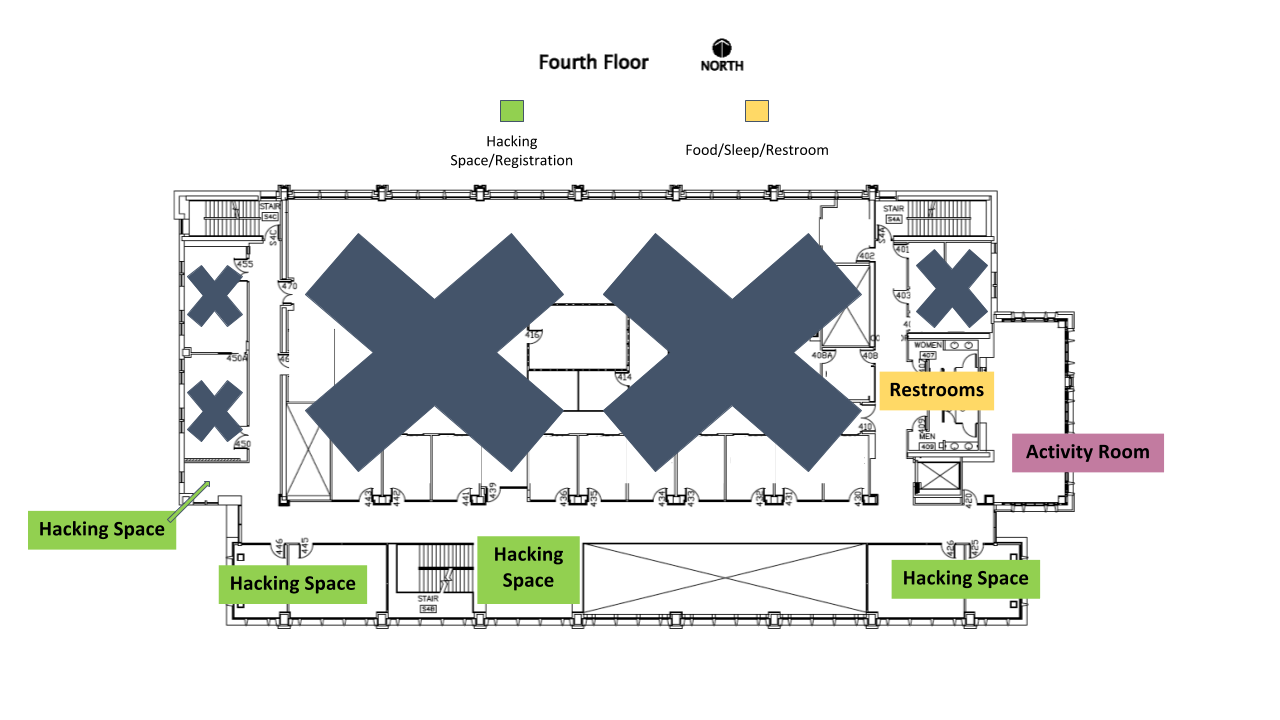 Fourth Floor
NORTH
Hacking
Space/Registration
Food/Sleep/Restroom
STAIR
S4C
S4C
STAIR
S4A
S4A
455
470
401
402
403
450A
416
414
408A
408
WOMEN
407
Restrooms
410
409
MEN
409
450
Activity Room
443
442
441
439
436
435
434
433
432
431
430
420
Hacking Space
446
445
426
425
Hacking
Space
Hacking Space
Hacking Space
STAIR
S4B